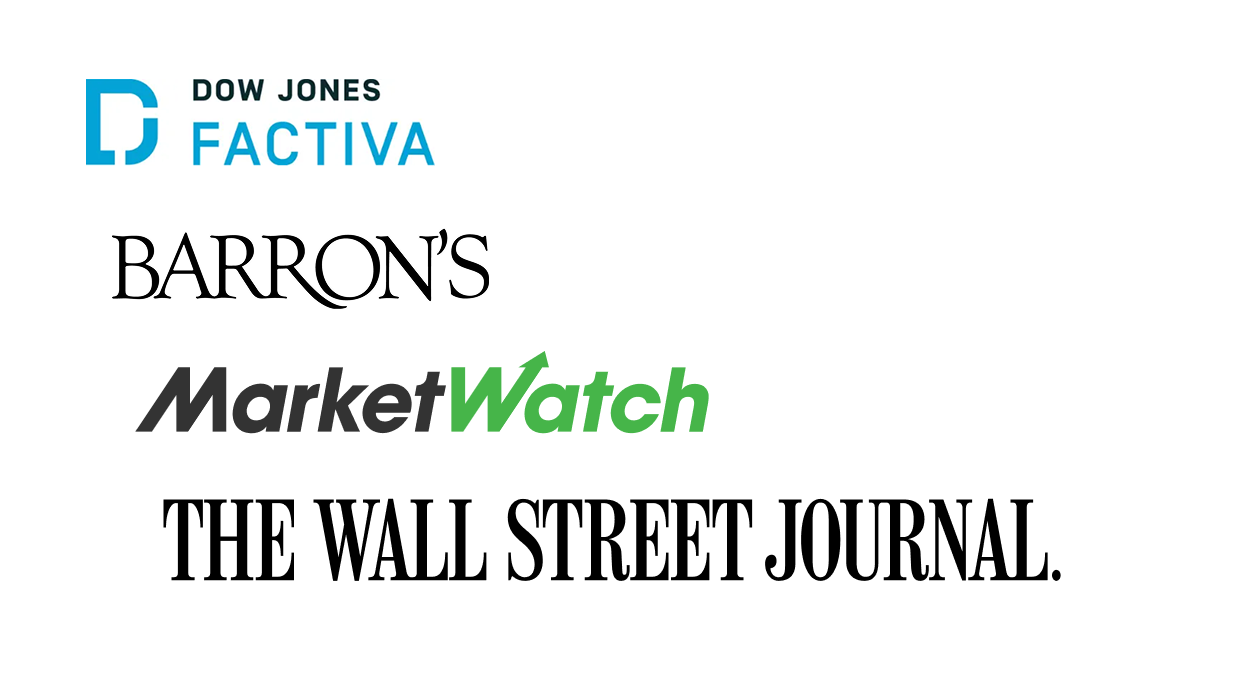 DOW JONES
FACTIVA
BARRON'S
MarketWatch
THE WALL STREET JOURNAL.